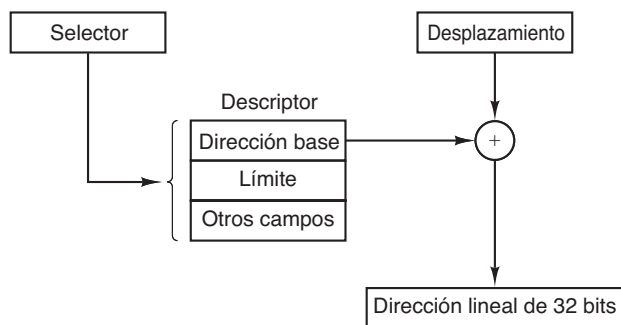 Selector
Desplazamiento
Descriptor
Dirección base
+
Límite
Otros campos
Dirección lineal de 32 bits